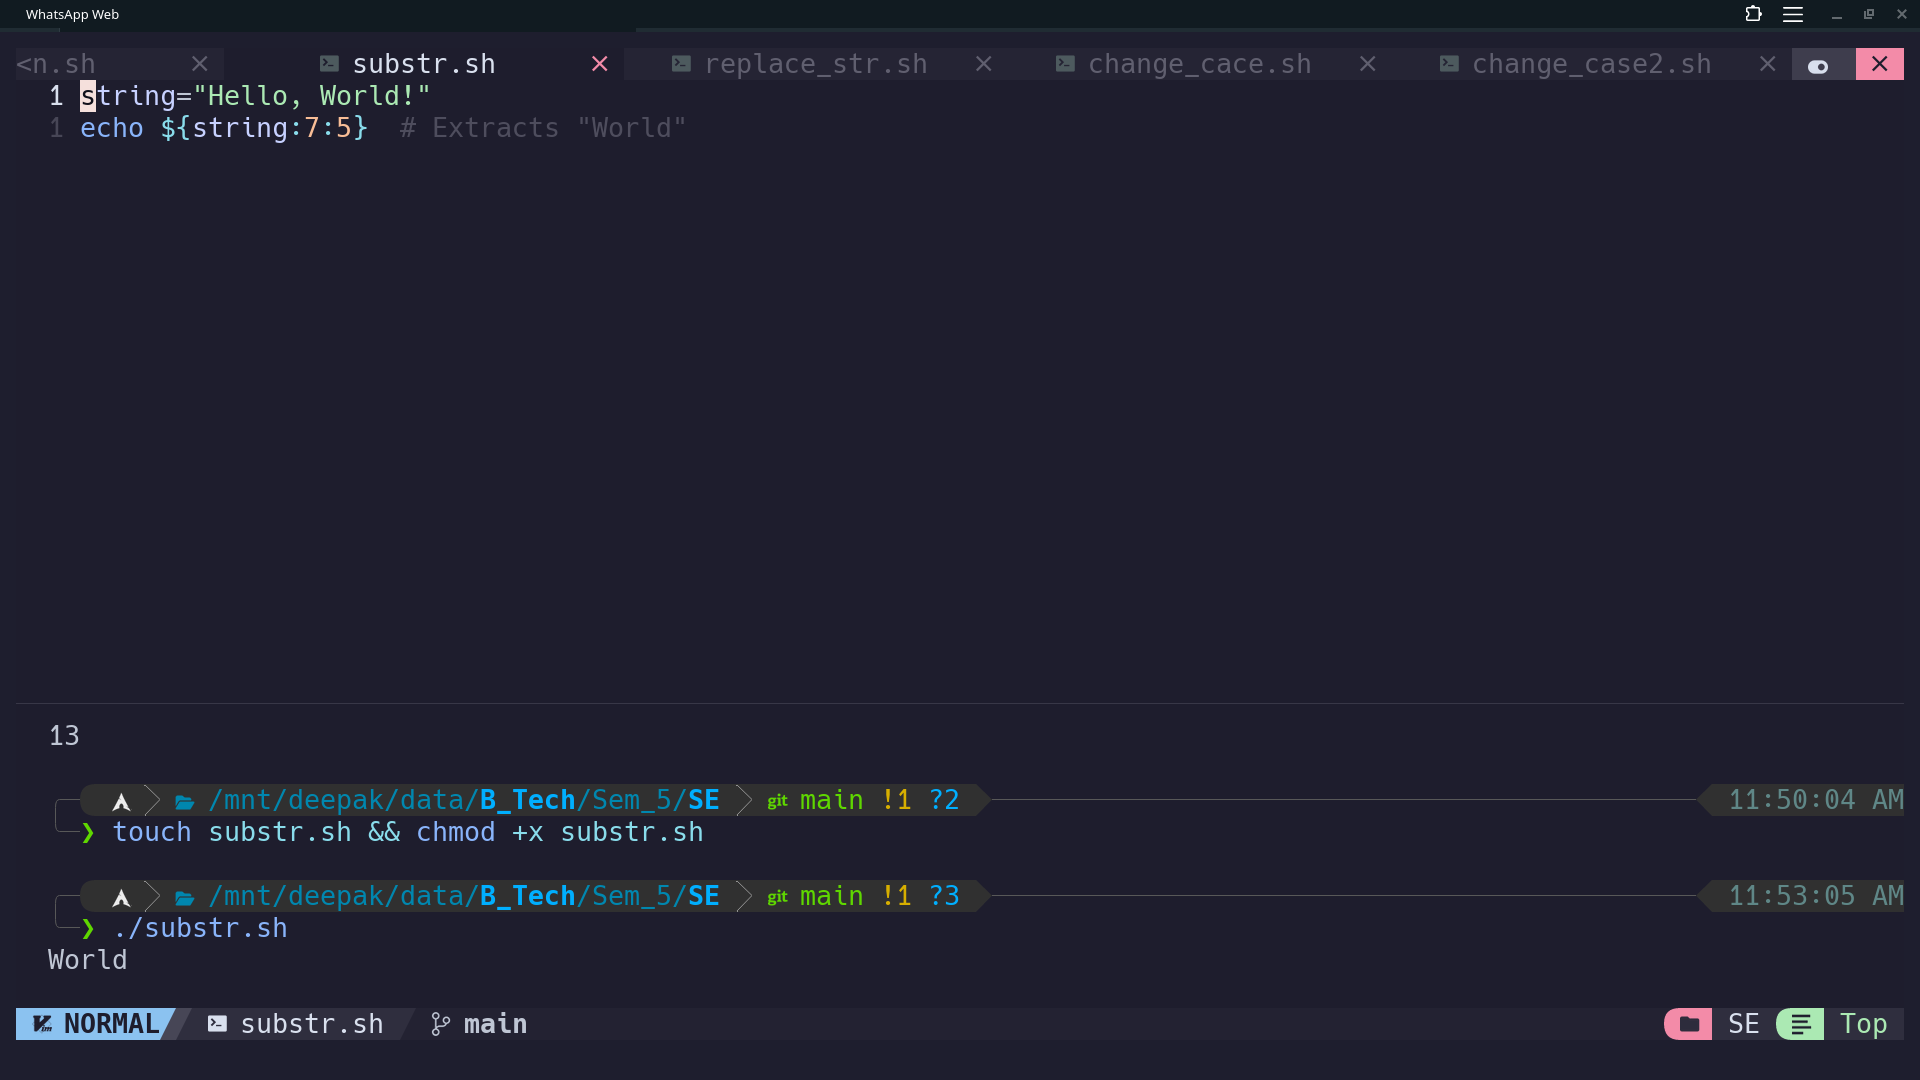 WhatsApp Web
<n.sh substr.sh replace_str.sh change_cace.sh change_case2.sh
1 string="Hello, World!"
1 echo ${string:7:5}  # Extracts "World"
13
/mnt/deepak/data/B_Tech/Sem_5/SE git main !1 ?2 11:50:04 AM
❯ touch substr.sh && chmod +x substr.sh
/mnt/deepak/data/B_Tech/Sem_5/SE git main !1 ?3 11:53:05 AM
❯ ./substr.sh
World
NORMAL substr.sh main SE Top